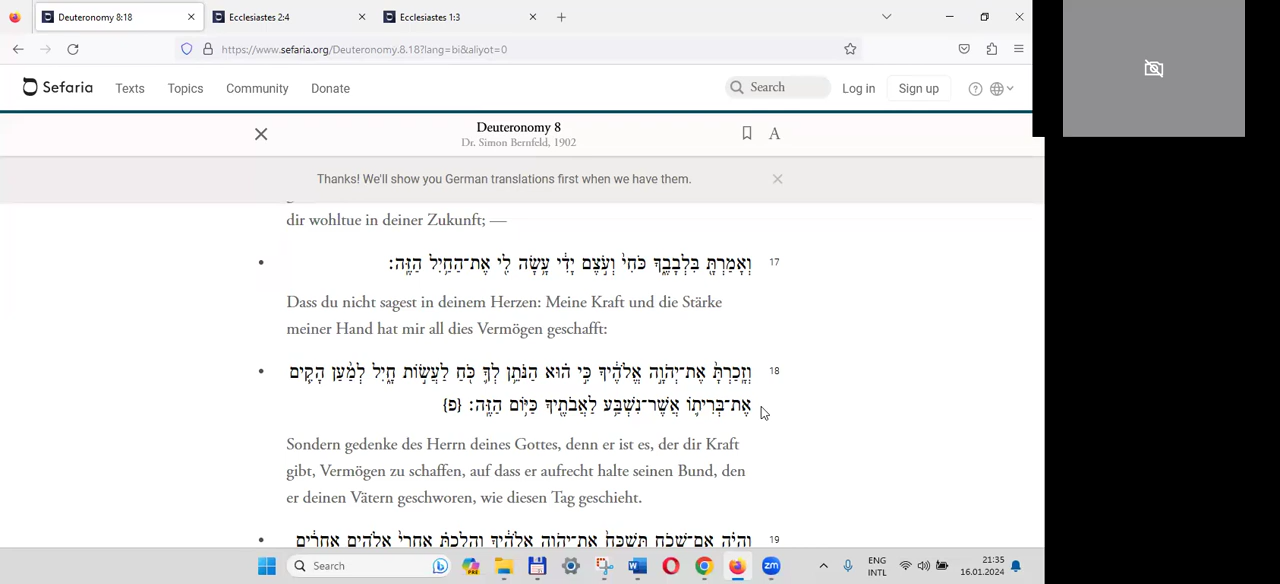 Deuteronomy 8:18
Ecclesiastes 2:4
Ecclesiastes 1:3
https://www.sefaria.org/Deuteronomy.8.18?lang=bi&aliyot=0
Sefaria
Texts
Topics
Community
Donate
Search
Log in
Sign up
Deuteronomy 8
Dr. Simon Bernfeld, 1902
A
Thanks! We'll show you German translations first when we have them.
dir wohltue in deiner Zukunft; —
17
וְאָמַרְתָּ֖ בִּלְבָבֶ֑ךָ כֹּחִי֙ וְעֹ֣צֶם יָדִ֔י עָ֥שָׂה לִ֖י אֶת־הַחַ֥יִל הַזֶּֽה׃
Dass du nicht sagest in deinem Herzen: Meine Kraft und die Stärke
meiner Hand hat mir all dies Vermögen geschafft:
18
וְזָֽכַרְתָּ֙ אֶת־יְהֹוָ֣ה אֱלֹהֶ֔יךָ כִּ֣י ה֗וּא הַנֹּתֵ֥ן לְךָ֛ כֹּ֖חַ לַעֲשׂ֣וֹת חָ֑יִל לְמַ֨עַן הָקִ֧ים
אֶת־בְּרִית֛וֹ אֲשֶׁר־נִשְׁבַּ֥ע לַאֲבֹתֶ֖יךָ כַּיּ֥וֹם הַזֶּֽה׃ {פ}
Sondern gedenke des Herrn deines Gottes, denn er ist es, der dir Kraft
gibt, Vermögen zu schaffen, auf dass er aufrecht halte seinen Bund, den
er deinen Vätern geschworen, wie diesen Tag geschieht.
19
וְהָיָ֗ה אִם־שָׁכֹ֤חַ תִּשְׁכַּח֙ אֶת־יְהֹוָ֣ה אֱלֹהֶ֔יךָ וְהָֽלַכְתָּ֗ אַחֲרֵי֙ אֱלֹהִ֣ים אֲחֵרִ֔ים
Search
ENG
INTL
21:35
16.01.2024